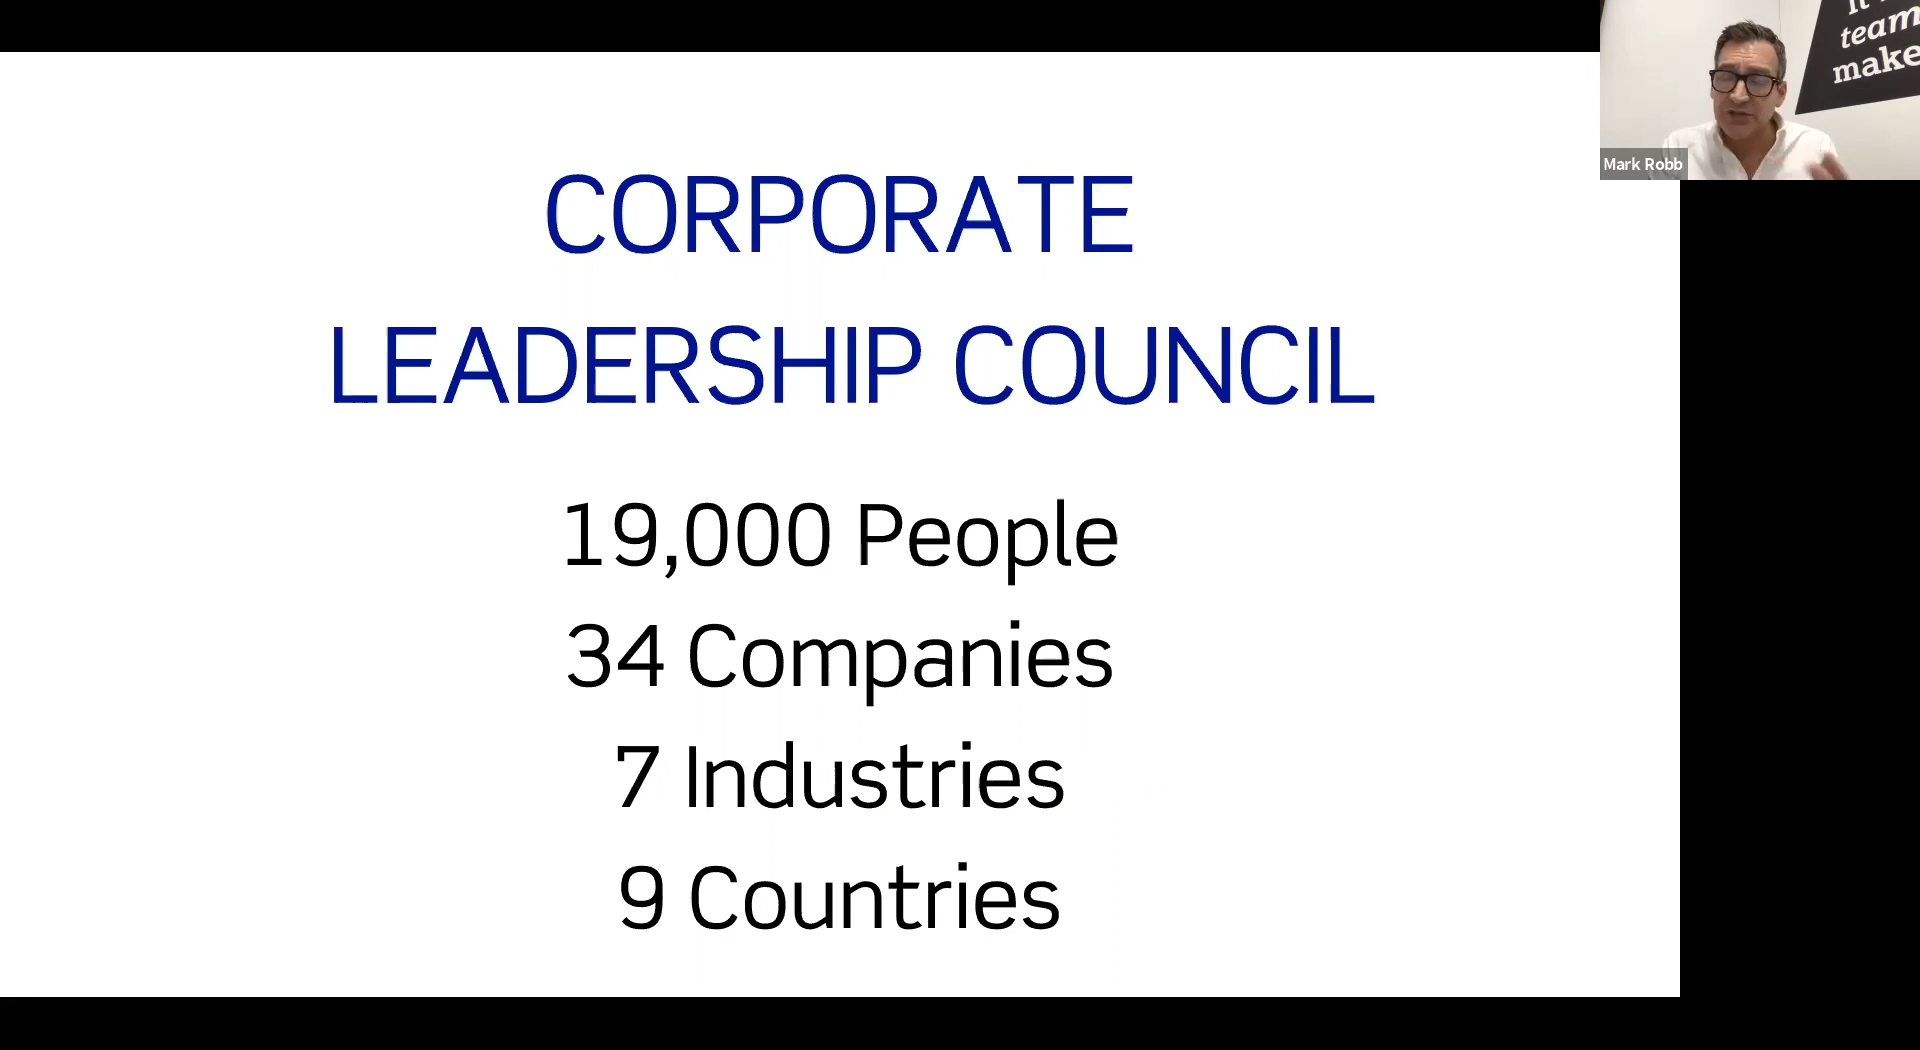 CORPORATE
LEADERSHIP COUNCIL
19,000 People
34 Companies
7 Industries
9 Countries
team
make
Mark Robb